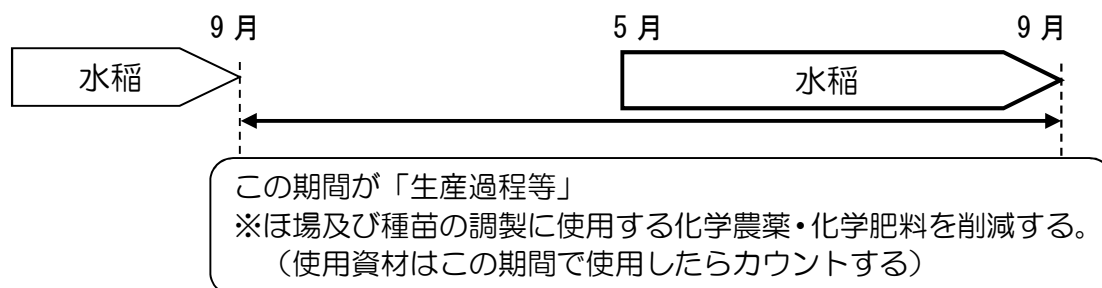 9 月
5 月
9 月
水稲
水稲
この期間が「生産過程等」
※ほ場及び種苗の調製に使用する化学農薬・化学肥料を削減する。
（使用資材はこの期間で使用したらカウントする）